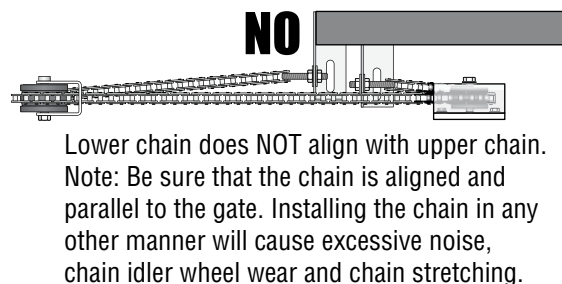 NO
Lower chain does NOT align with upper chain.
Note: Be sure that the chain is aligned and
parallel to the gate. Installing the chain in any
other manner will cause excessive noise,
chain idler wheel wear and chain stretching.